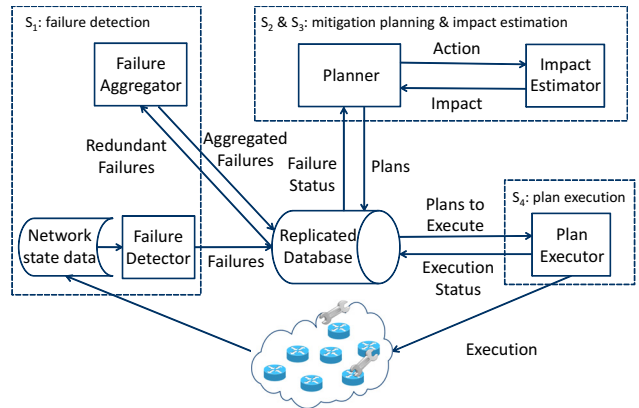 S1: failure detection
S2 & S3: mitigation planning & impact estimation
Failure
Aggregator
Planner
Action
Impact
Impact
Estimator
Redundant
Failures
Aggregated
Failures
Failure
Status
Plans
S4: plan execution
Network
state data
Failure
Detector
Failures
Replicated
Database
Plans to
Execute
Execution
Status
Plan
Executor
Execution